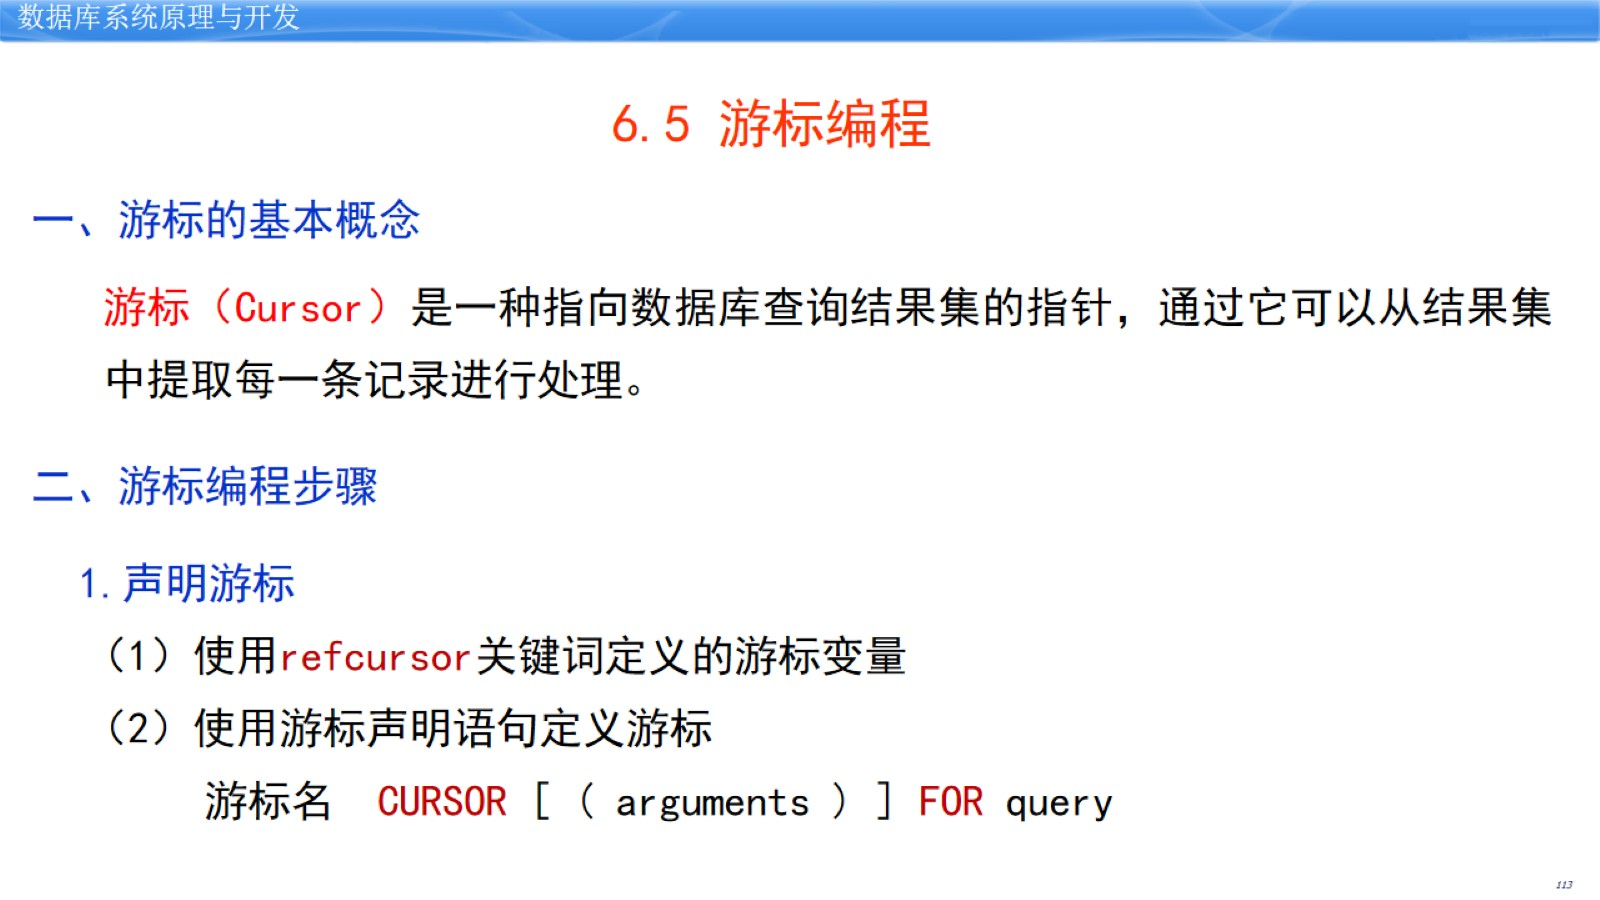 数据库系统原理与开发
6.5 游标编程
一、游标的基本概念
游标（Cursor）是一种指向数据库查询结果集的指针，通过它可以从结果集
中提取每一条记录进行处理。
二、游标编程步骤
1.声明游标
（1）使用refcursor关键词定义的游标变量
（2）使用游标声明语句定义游标
游标名 CURSOR [ ( arguments ) ] FOR query
113